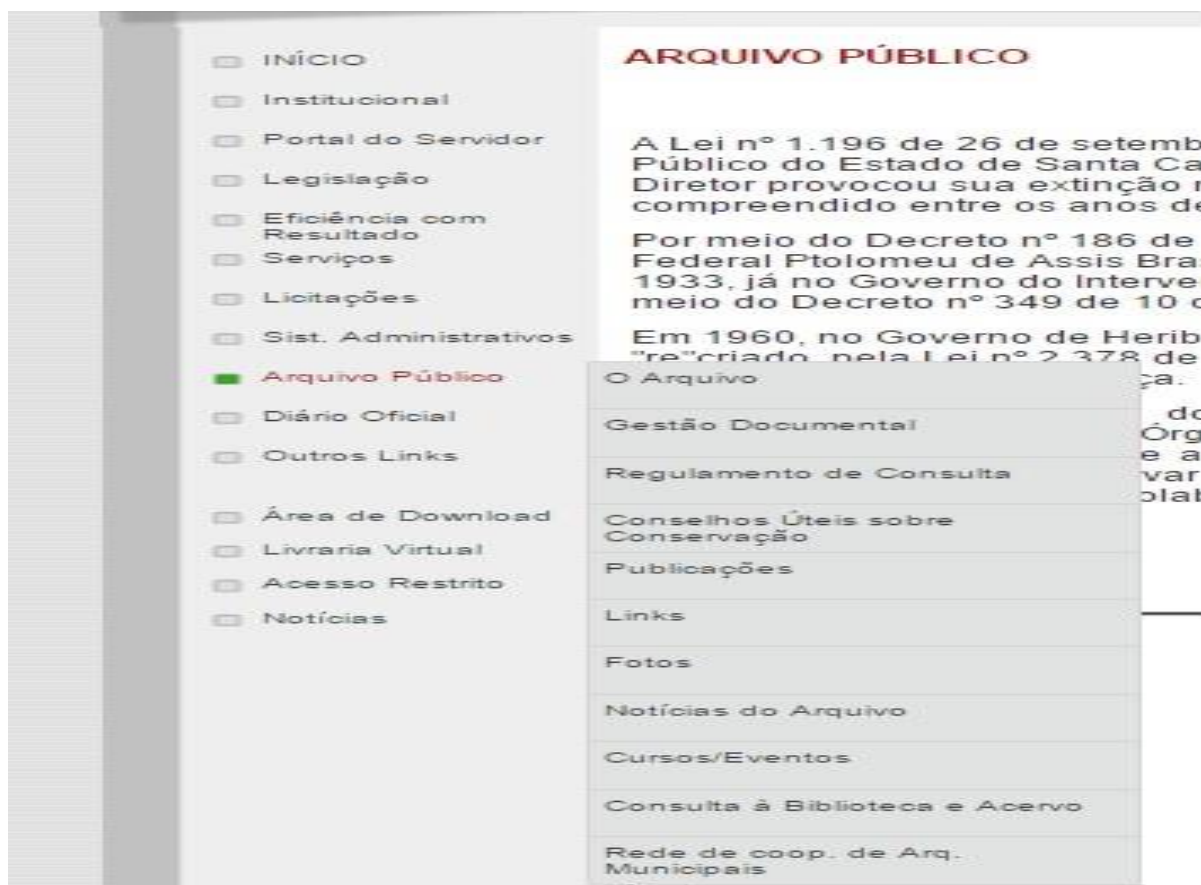 INÍCIO
Institucional
Portal do Servidor
Legislação
Eficiência com
Resultado
Serviços
Licitações
Sist. Administrativos
Arquivo Público
Diário Oficial
Outros Links
Área de Download
Livraria Virtual
Acesso Restrito
Notícias
O Arquivo
Gestão Documental
Regulamento de Consulta
Conselhos Úteis sobre
Conservação
Publicações
Links
Fotos
Notícias do Arquivo
Cursos/Eventos
Consulta à Biblioteca e Acervo
Rede de coop. de Arq.
Municipais
ARQUIVO PÚBLICO
A Lei nº 1.196 de 26 de setemb
Público do Estado de Santa Ca
Diretor provocou sua extinção
compreendido entre os anos de
Por meio do Decreto nº 186 de
Federal Ptolomeu de Assis Bra
1933, já no Governo do Interve
meio do Decreto nº 349 de 10
Em 1960, no Governo de Herib
"re"criado, pela Lei nº 2.378 de
ça.
do
Órg
e a
var
olab